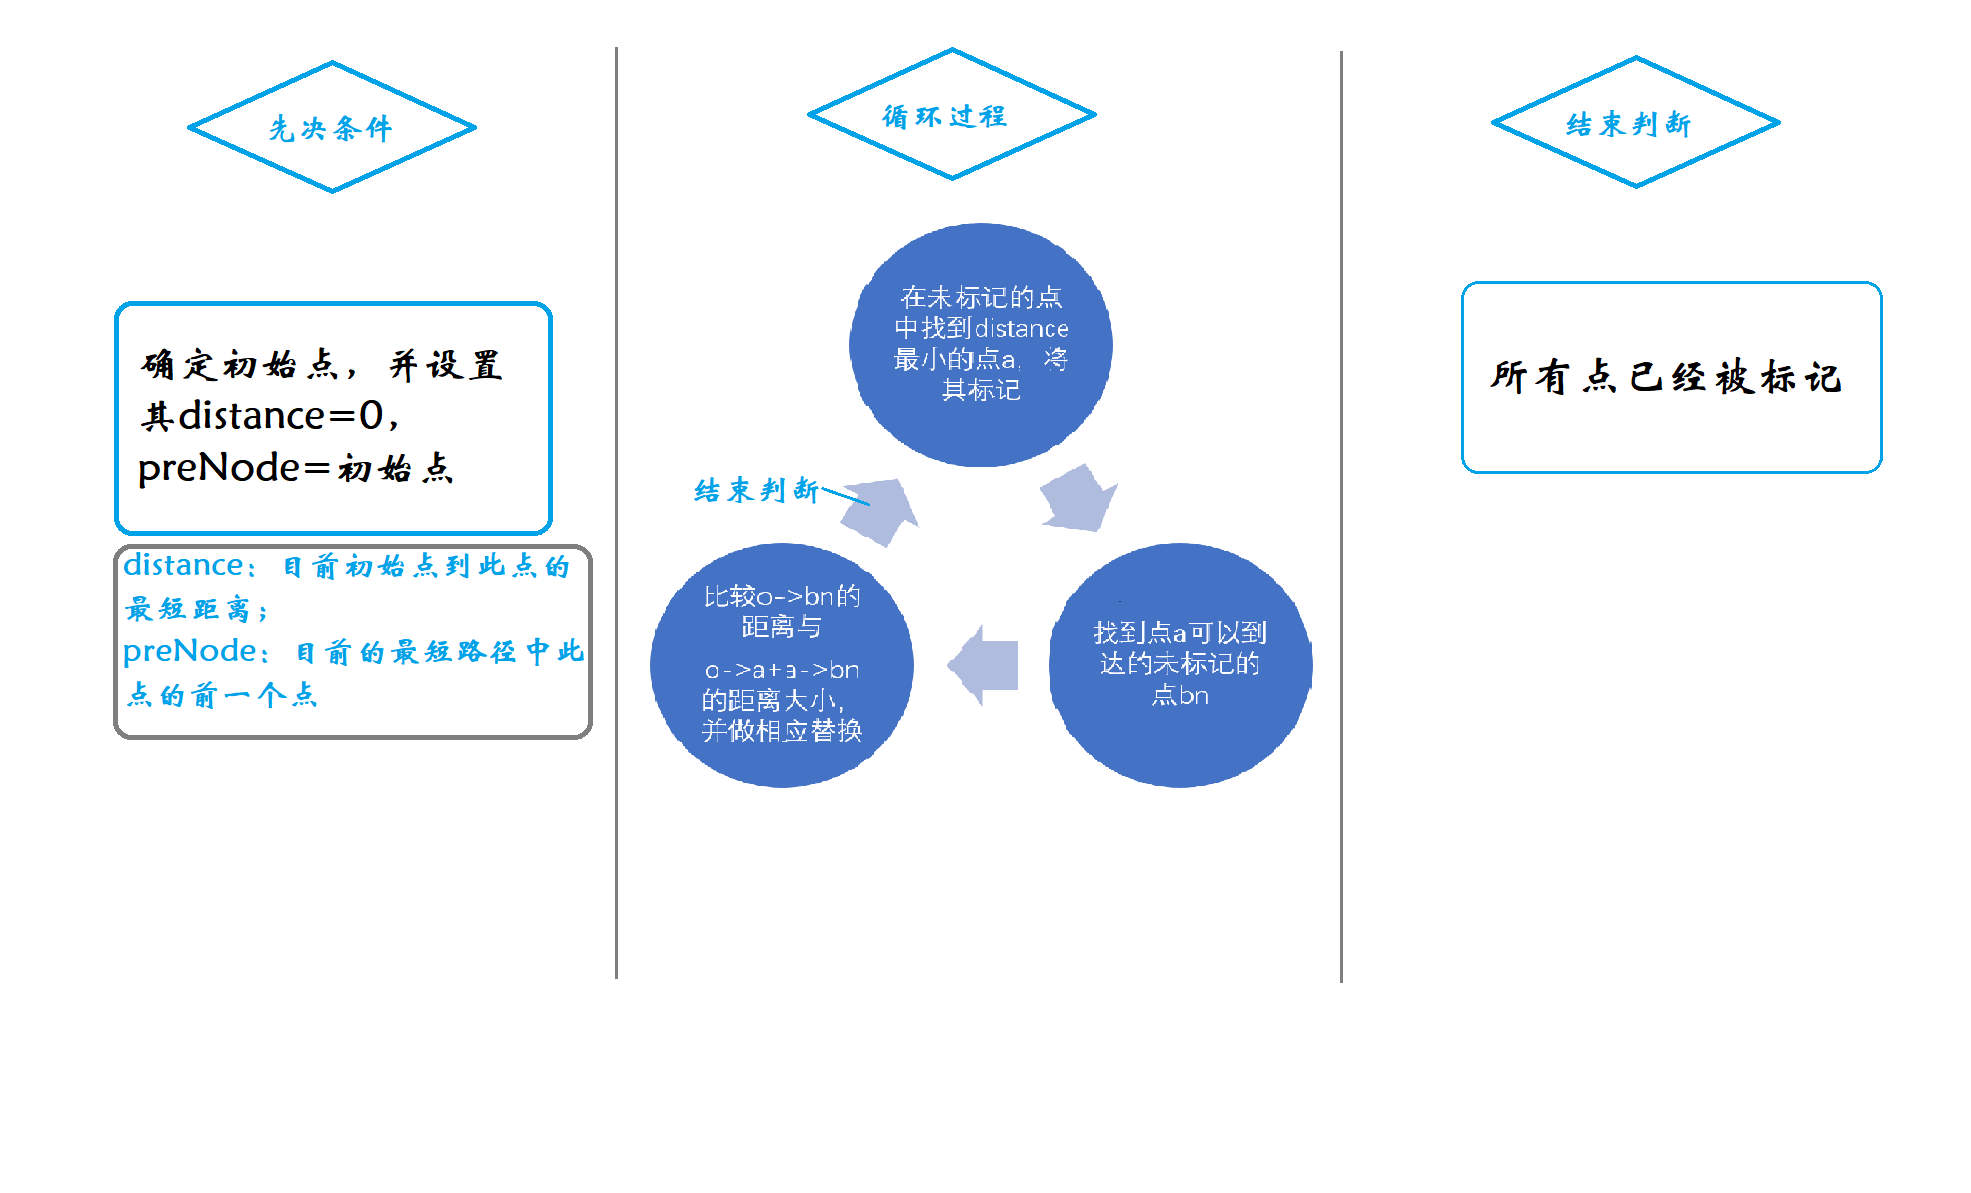 先决条件
确定初始点，并设置
其distance=0，
preNode=初始点
distance：目前初始点到此点的
最短距离；
preNode：目前的最短路径中此
点的前一个点
循环过程
在未标记的点
中找到distance
最小的点a，将
其标记
找到点a可以到
达的未标记的
点bn
比较o->bn的
距离与
o->a+a->bn
的距离大小，
并做相应替换
结束判断
结束判断
所有点已经被标记